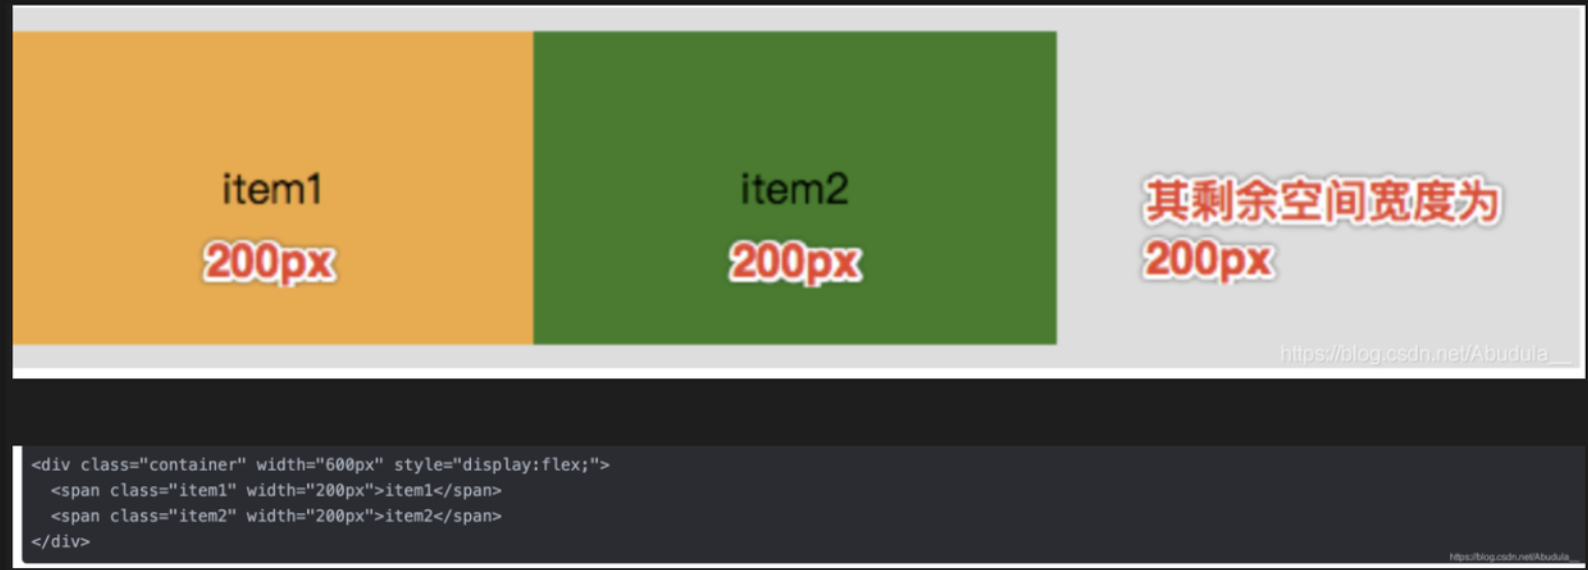 item1
200px
item2
200px
其剩余空间宽度为
200px
https://blog.csdn.net/Abudula__
<div class="container" width="600px" style="display:flex;">
  <span class="item1" width="200px">item1</span>
  <span class="item2" width="200px">item2</span>
</div>
https://blog.csdn.net/Abudula__